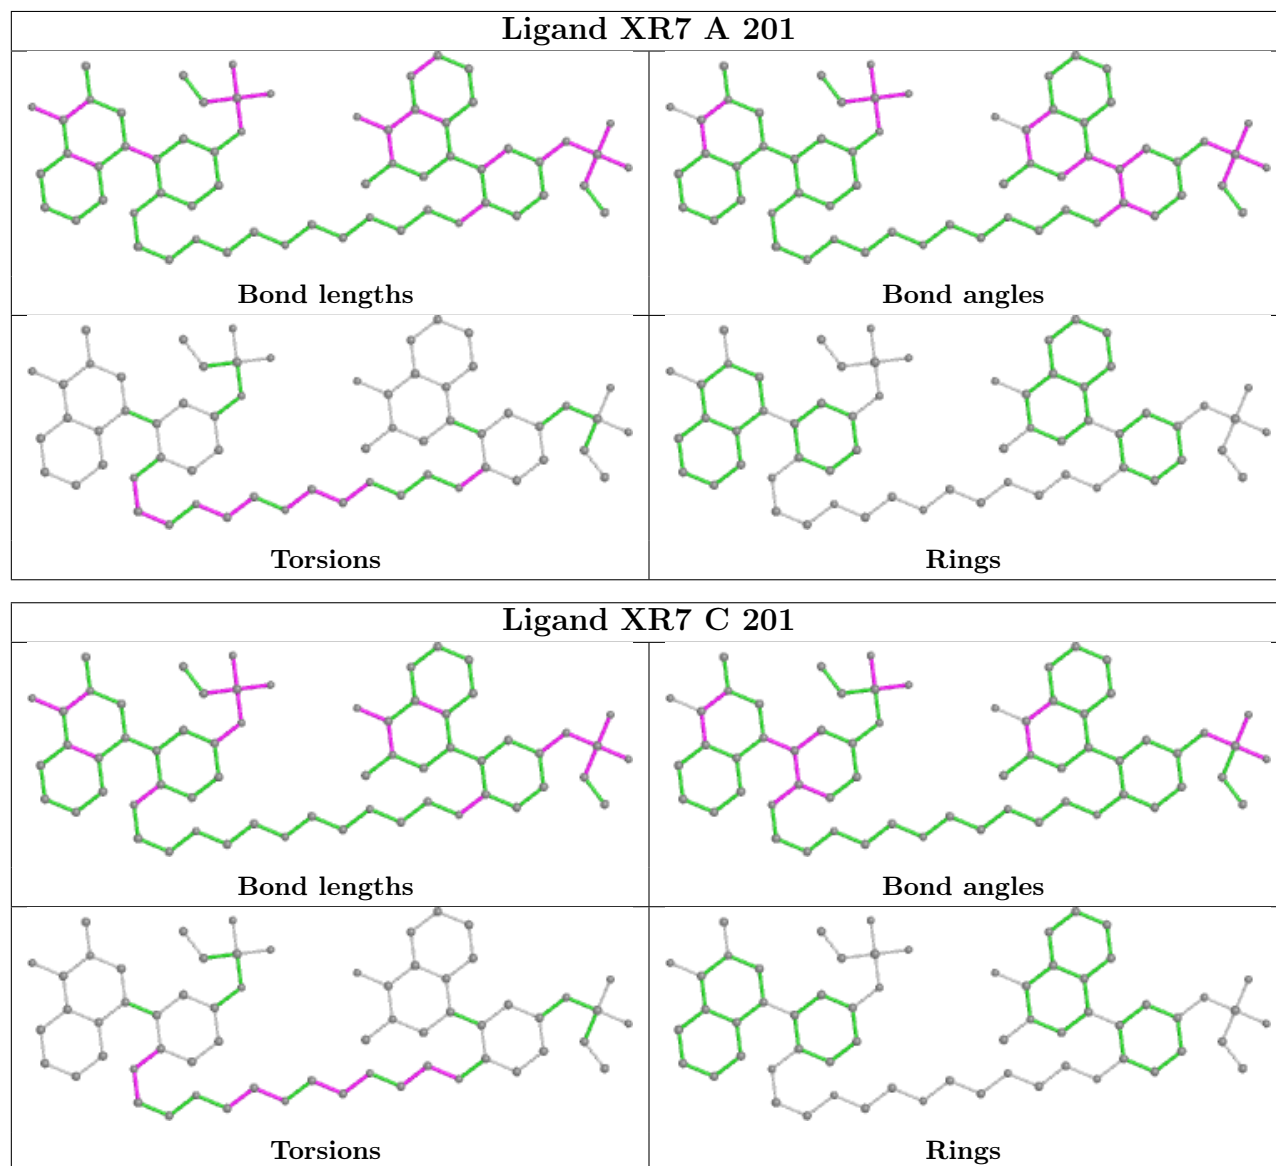 Ligand XR7 A 201
Bond lengths
Bond angles
Torsions
Rings
Ligand XR7 C 201
Bond lengths
Bond angles
Torsions
Rings